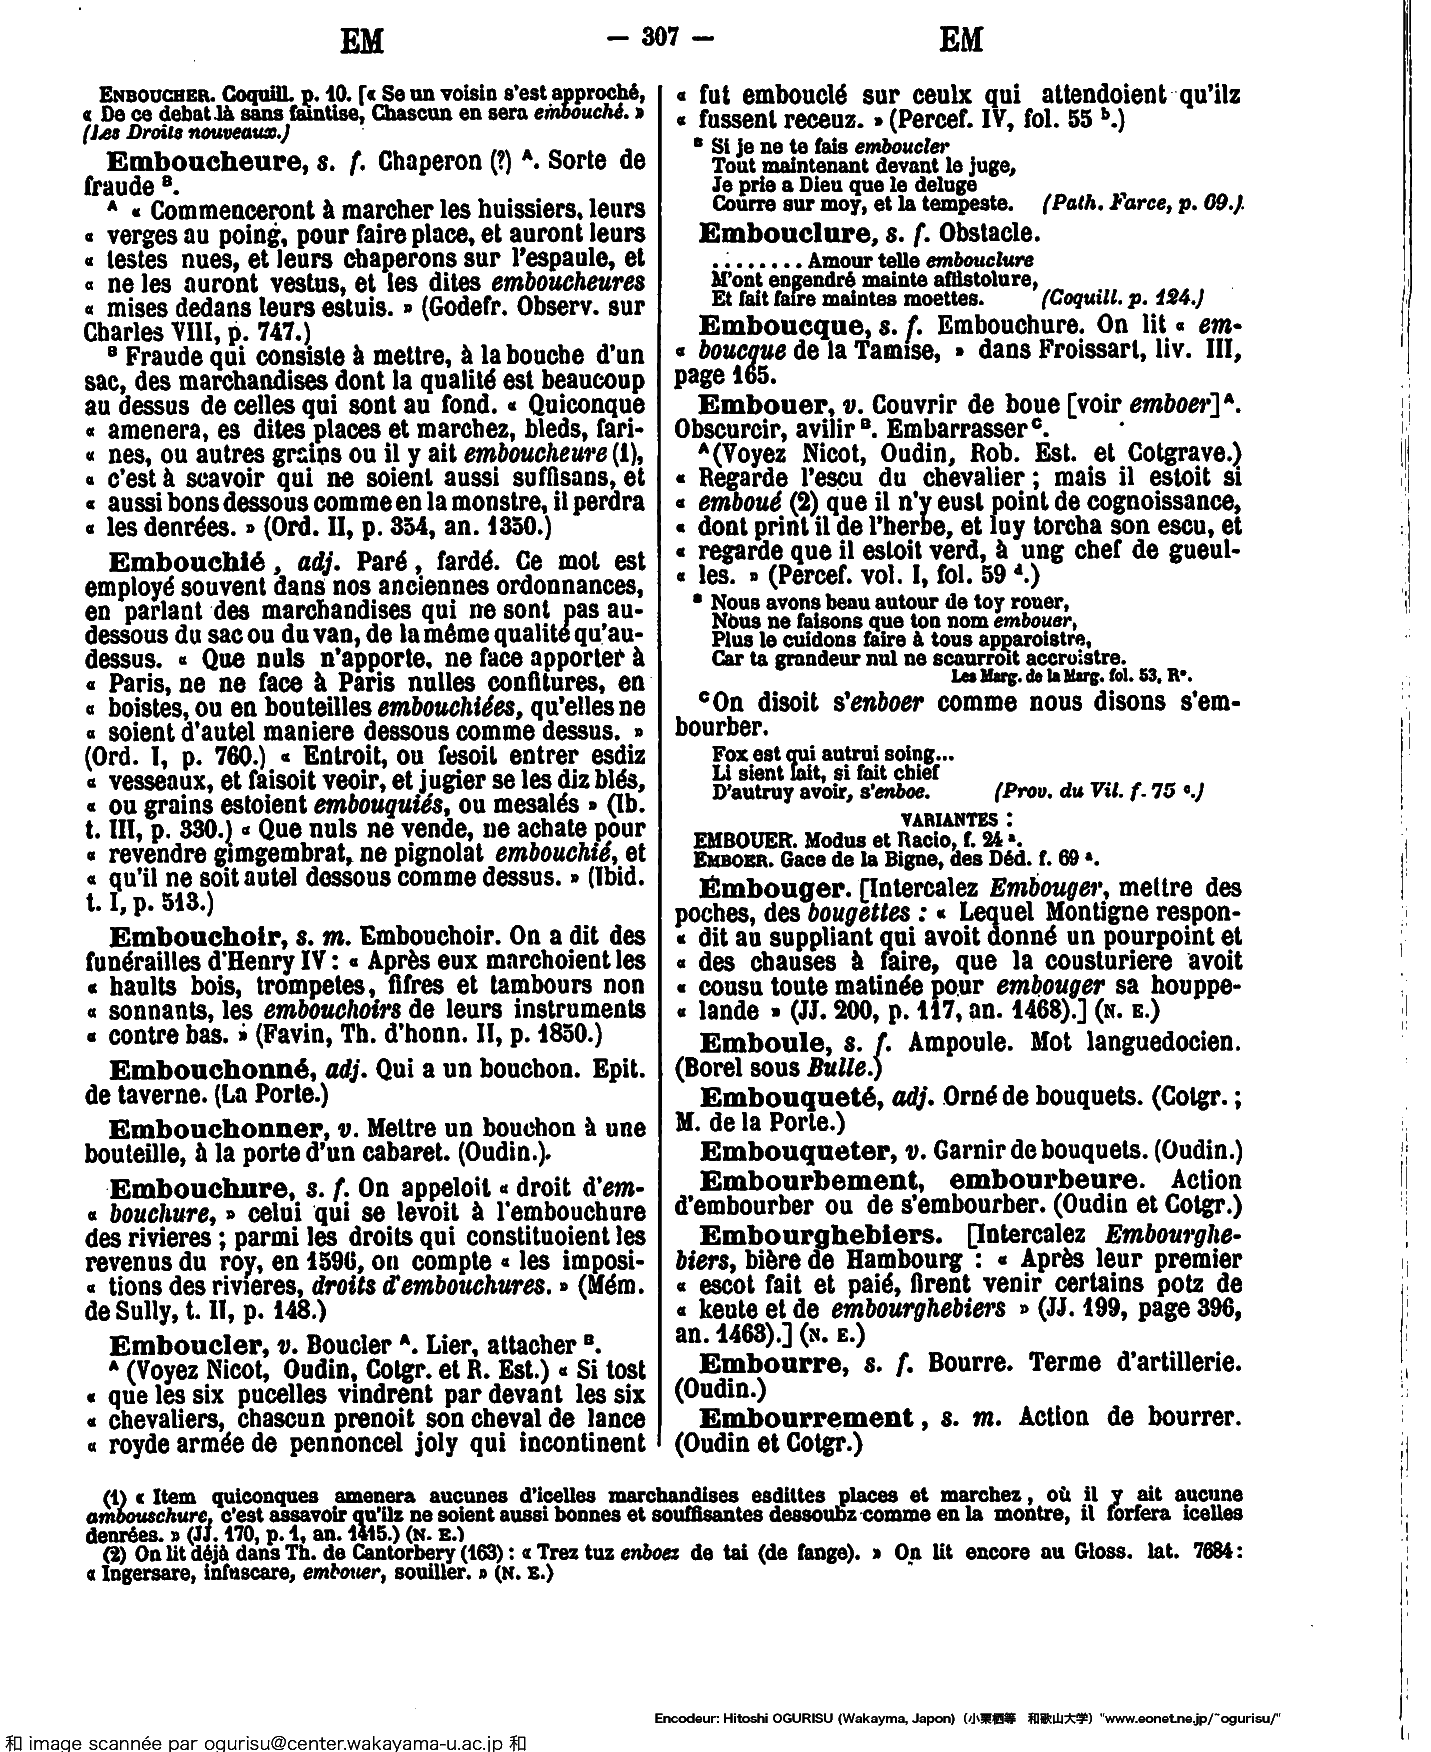 EM — 307 — EM
ENBOUCHER. Coquill. p. 10. [« Se un voisin s'est approché,
« De ce debat là sans faintise, Chascun en sera embouché. »
(Les Droits nouveaux.)
Emboucheure, s. f. Chaperon (?) A. Sorte de
fraude B.
A « Commenceront à marcher les huissiers, leurs
« verges au poing, pour faire place, et auront leurs
« testes nues, et leurs chaperons sur l'espaule, et
« ne les auront vestus, et les dites emboucheures
« mises dedans leurs estuis. » (Godefr. Observ. sur
Charles VIII, p. 747.)
B Fraude qui consiste à mettre, à la bouche d'un
sac, des marchandises dont la qualité est beaucoup
au dessus de celles qui sont au fond. « Quiconque
« amenera, es dites places et marchez, bleds, fari-
« nes, ou autres grains ou il y ait emboucheure (1),
« c'est à scavoir qui ne soient aussi suffisans, et
« aussi bons dessous comme en la monstre, il perdra
« les denrées. » (Ord. II, p. 354, an. 1350.)
Embouchié, adj. Paré, fardé. Ce mot est
employé souvent dans nos anciennes ordonnances,
en parlant des marchandises qui ne sont pas au-
dessous du sac ou du van, de la même qualité qu'au-
dessus. « Que nuls n'apporte, ne face apporter à
« Paris, ne ne face à Paris nulles confitures, en
« boistes, ou en bouteilles embouchiées, qu'elles ne
« soient d'autel maniere dessous comme dessus. »
(Ord. I, p. 760.) « Entroit, ou fesoit entrer esdiz
« vesseaux, et faisoit veoir, et jugier se les diz blés,
« ou grains estoient embouquiés, ou mesalés » (Ib.
t. III, p. 330.) « Que nuls ne vende, ne achate pour
« revendre gimgembrat, ne pignolat embouchié, et
« qu'il ne soit autel dessous comme dessus. » (Ibid.
t. I, p. 513.)
Embouchoir, s. m. Embouchoir. On a dit des
funérailles d'Henry IV : « Après eux marchoient les
« haults bois, trompetes, fifres et tambours non
« sonnants, les embouchoirs de leurs instruments
« contre bas. » (Favin, Th. d'honn. II, p. 1850.)
Embouchonné, adj. Qui a un bouchon. Epit.
de taverne. (La Porte.)
Embouchonner, v. Mettre un bouchon à une
bouteille, à la porte d'un cabaret. (Oudin.)
Embouchure, s. f. On appeloit « droit d'em-
« bouchure, » celui qui se levoit à l'embouchure
des rivieres ; parmi les droits qui constituoient les
revenus du roy, en 1596, on compte « les imposi-
« tions des rivieres, droits d'embouchures. » (Mém.
de Sully, t. II, p. 148.)
Emboucler, v. Boucler A. Lier, attacher B.
A (Voyez Nicot, Oudin, Cotgr. et R. Est.) « Si tost
« que les six pucelles vindrent par devant les six
« chevaliers, chascun prenoit son cheval de lance
« royde armée de pennoncel joly qui incontinent
« fut embouclé sur ceulx qui attendoient qu'ilz
« fussent receuz. » (Percef. IV, fol. 55 b.)
B Si je ne te fais emboucler
Tout maintenant devant le juge,
Je prie a Dieu que le deluge
Courre sur moy, et la tempeste. (Path. Farce, p. 69.)
Embouclure, s. f. Obstacle.
........ Amour telle embouclure
M'ont engendré mainte affistolure,
Et fait faire maintes moettes. (Coquill. p. 124.)
Emboucque, s. f. Embouchure. On lit « em-
« boucque de la Tamise, » dans Froissart, liv. III,
page 165.
Embouer, v. Couvrir de boue [voir emboer] A.
Obscurcir, avilir B. Embarrasser C.
A (Voyez Nicot, Oudin, Rob. Est. et Cotgrave.)
« Regarde l'escu du chevalier ; mais il estoit si
« emboué (2) que il n'y eust point de cognoissance,
« dont print il de l'herbe, et luy torcha son escu, et
« regarde que il estoit verd, à ung chef de gueul-
« les. » (Percef. vol. I, fol. 59 d.)
B Nous avons beau autour de toy rouer,
Nous ne faisons que ton nom embouer,
Plus le cuidons faire à tous apparoistre,
Car ta grandeur nul ne scaurroit accroistre.
Les Marg. de la Marg. fol. 53, R°.
C On disoit s'enboer comme nous disons s'em-
bourber.
Fox est qui autrui soing...
Li sient fait, si fait chief
D'autruy avoir, s'enboe. (Prov. du Vil. f. 75 c.)
VARIANTES :
EMBOUER. Modus et Racio, f. 24 a.
EMBOER. Gace de la Bigne, des Déd. f. 69 a.
Embouger. [Intercalez Embouger, mettre des
poches, des bougettes : « Lequel Montigne respon-
« dit au suppliant qui avoit donné un pourpoint et
« des chauses à faire, que la cousturiere avoit
« cousu toute matinée pour embouger sa houppe-
« lande » (JJ. 200, p. 117, an. 1468).] (N. E.)
Emboule, s. f. Ampoule. Mot languedocien.
(Borel sous Bulle.)
Embouqueté, adj. Orné de bouquets. (Cotgr. ;
M. de la Porte.)
Embouqueter, v. Garnir de bouquets. (Oudin.)
Embourbement, embourbeure. Action
d'embourber ou de s'embourber. (Oudin et Cotgr.)
Embourghebiers. [Intercalez Embourghe-
biers, bière de Hambourg : « Après leur premier
« escot fait et paié, firent venir certains potz de
« keute et de embourghebiers » (JJ. 199, page 396,
an. 1463).] (N. E.)
Embourre, s. f. Bourre. Terme d'artillerie.
(Oudin.)
Embourrement, s. m. Action de bourrer.
(Oudin et Cotgr.)
(1) « Item quiconques amenera aucunes d'icelles marchandises esdittes places et marchez, où il y ait aucune
ambouschure, c'est assavoir qu'ilz ne soient aussi bonnes et souffisantes dessoubz comme en la montre, il forfera icelles
denrées. » (JJ. 170, p. 1, an. 1415.) (N. E.)
(2) On lit déjà dans Th. de Cantorbery (163) : « Trez tuz enboez de tai (de fange). » On lit encore au Gloss. lat. 7684 :
« Ingersare, infuscare, embouer, souiller. » (N. E.)
Encodeur: Hitoshi OGURISU (Wakayma, Japon)（小栗栖等 和歌山大学）"www.eonet.ne.jp/~ogurisu/"
和 image scannée par ogurisu@center.wakayama-u.ac.jp 和